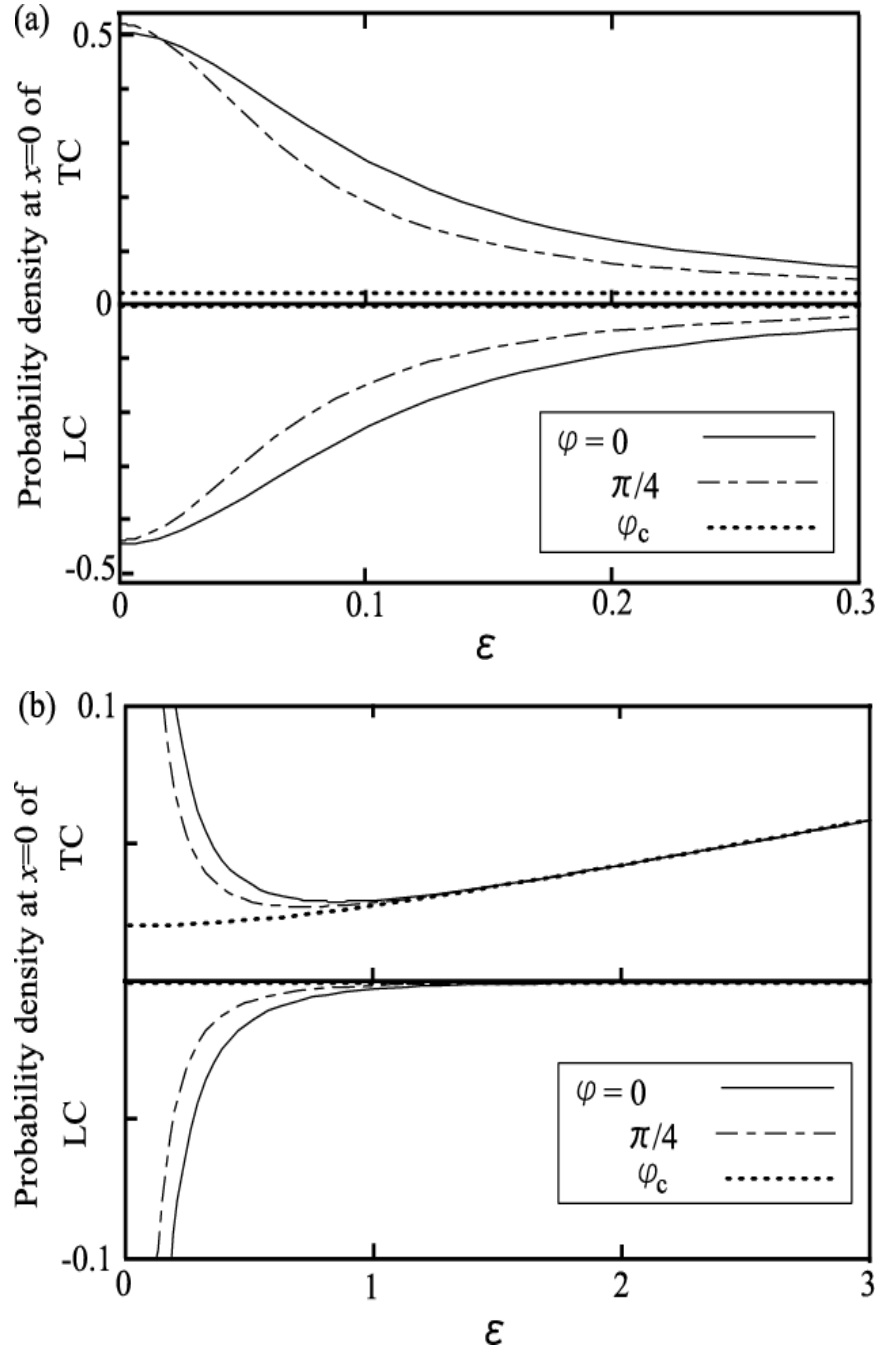 (a)
0.5
Probability density at x=0 of
TC
LC
0
-0.5
φ = 0
π/4
φc
0
0.1
0.2
0.3
ε
(b)
0.1
Probability density at x=0 of
TC
LC
-0.1
φ = 0
π/4
φc
0
1
2
3
ε